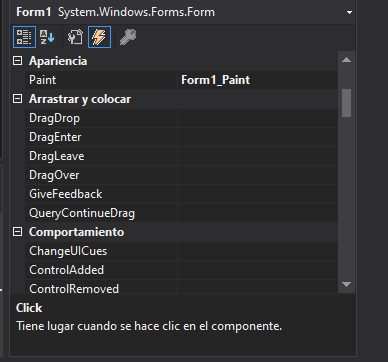 Form1 System.Windows.Forms.Form
Apariencia
Paint Form1_Paint
Arrastrar y colocar
DragDrop
DragEnter
DragLeave
DragOver
GiveFeedback
QueryContinueDrag
Comportamiento
ChangeUICues
ControlAdded
ControlRemoved
Click
Tiene lugar cuando se hace clic en el componente.